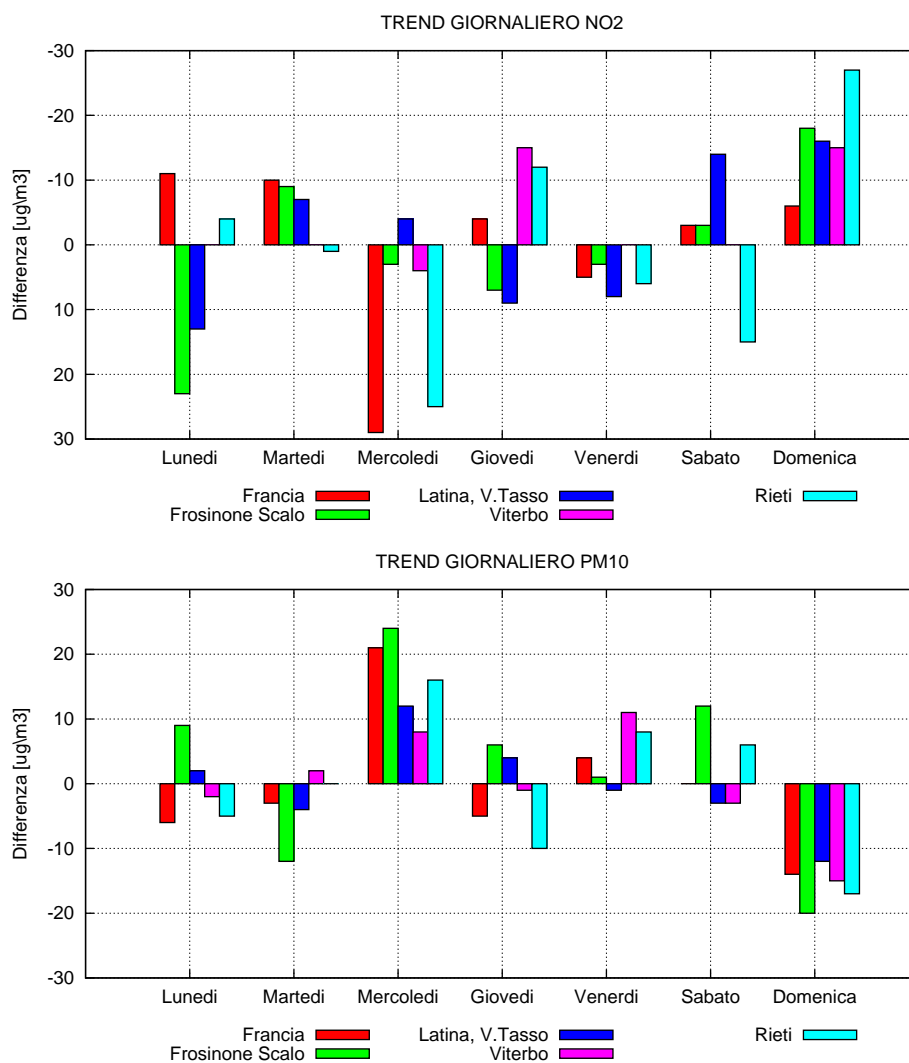 TREND GIORNALIERO NO2
-30
-20
-10
0
10
20
30
Differenza [ug\m3]
Lunedi Martedi Mercoledi Giovedi Venerdi Sabato Domenica
Francia Latina, V.Tasso Rieti
Frosinone Scalo Viterbo
TREND GIORNALIERO PM10
30
20
10
0
-10
-20
-30
Differenza [ug\m3]
Lunedi Martedi Mercoledi Giovedi Venerdi Sabato Domenica
Francia Latina, V.Tasso Rieti
Frosinone Scalo Viterbo